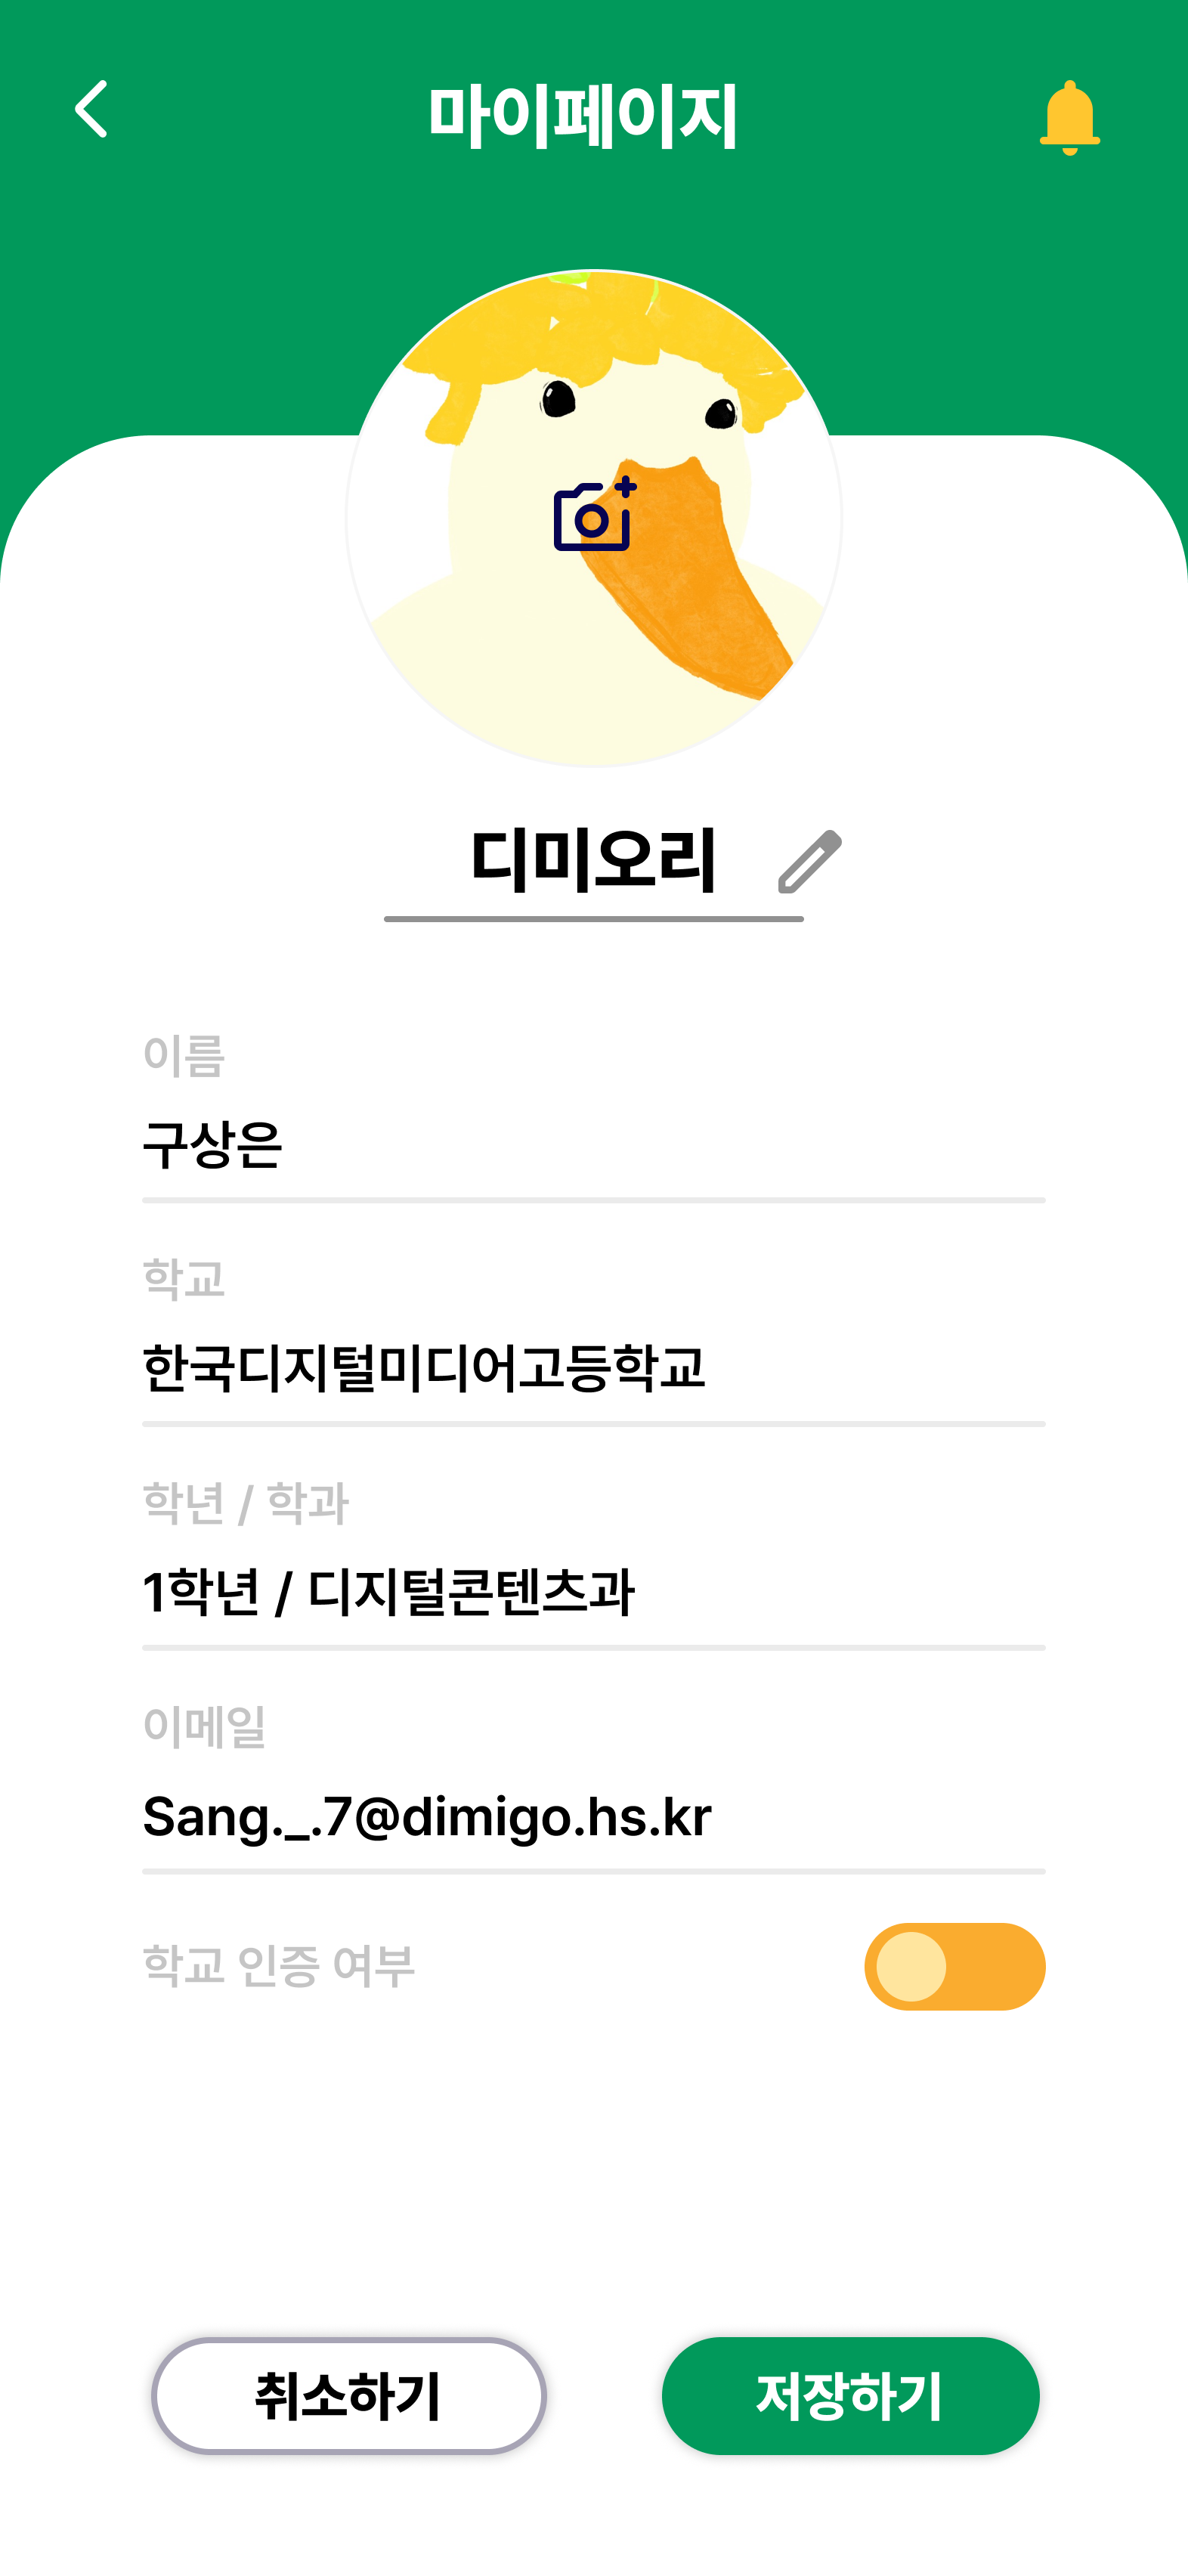 마이페이지
디미오리
이름
구상은
학교
한국디지털미디어고등학교
학년 / 학과
1학년 / 디지털콘텐츠과
이메일
Sang._.7@dimigo.hs.kr
학교 인증 여부
취소하기
저장하기